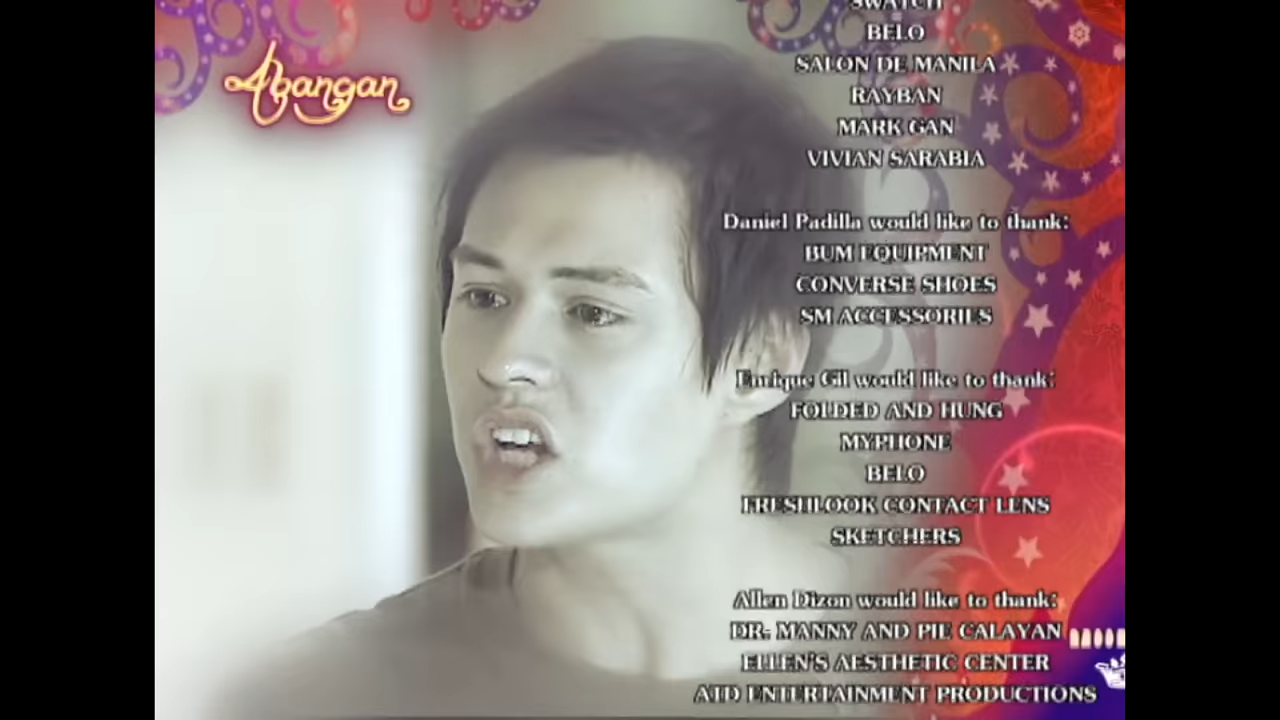 Abangan
SWATCH
BELO
SALON DE MANILA
RAYBAN
MARK GAN
VIVIAN SARABIA
Daniel Padilla would like to thank:
BUM EQUIPMENT
CONVERSE SHOES
SM ACCESSORIES
Enrique Gil would like to thank:
FOLDED AND HUNG
MYPHONE
BELO
FRESHLOOK CONTACT LENS
SKETCHERS
Allen Dizon would like to thank:
DR. MANNY AND PIE CALAYAN
ELLEN'S AESTHETIC CENTER
ATD ENTERTAINMENT PRODUCTIONS